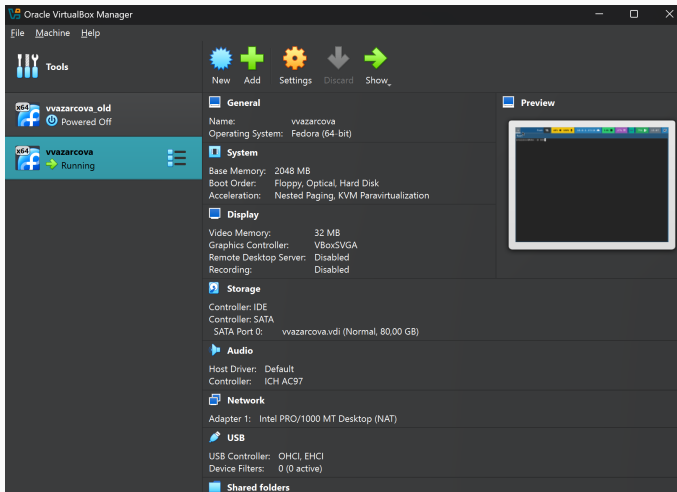 Oracle VirtualBox Manager
File Machine Help
Tools
New Add Settings Discard Show
x64
vvazarcova_old
Powered Off
x64
vvazarcova
Running
General
Name: vvazarcova
Operating System: Fedora (64-bit)
System
Base Memory: 2048 MB
Boot Order: Floppy, Optical, Hard Disk
Acceleration: Nested Paging, KVM Paravirtualization
Display
Video Memory: 32 MB
Graphics Controller: VBoxSVGA
Remote Desktop Server: Disabled
Recording: Disabled
Storage
Controller: IDE
Controller: SATA
SATA Port 0: vvazarcova.vdi (Normal, 80,00 GB)
Audio
Host Driver: Default
Controller: ICH AC97
Network
Adapter 1: Intel PRO/1000 MT Desktop (NAT)
USB
USB Controller: OHCI, EHCI
Device Filters: 0 (0 active)
Shared folders
Preview